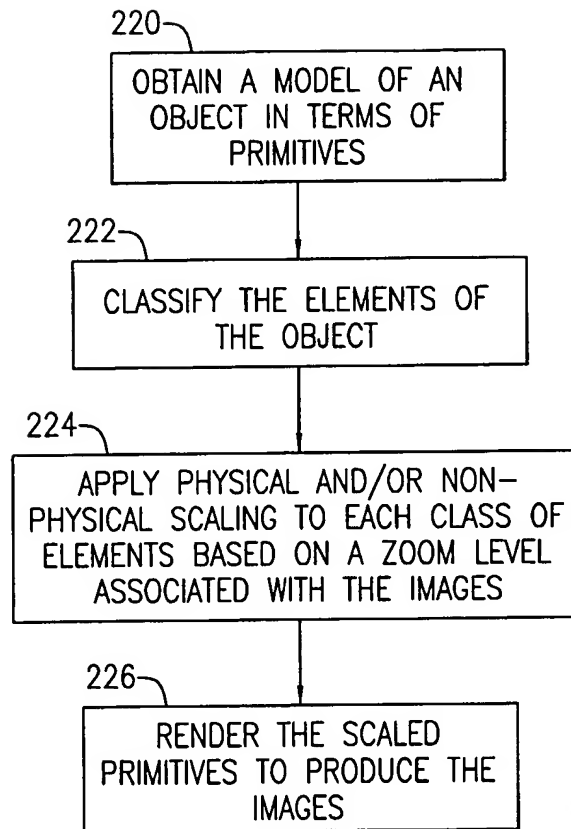 220
OBTAIN A MODEL OF AN
OBJECT IN TERMS OF
PRIMITIVES
222
CLASSIFY THE ELEMENTS OF
THE OBJECT
224
APPLY PHYSICAL AND/OR NON-
PHYSICAL SCALING TO EACH CLASS OF
ELEMENTS BASED ON A ZOOM LEVEL
ASSOCIATED WITH THE IMAGES
226
RENDER THE SCALED
PRIMITIVES TO PRODUCE THE
IMAGES